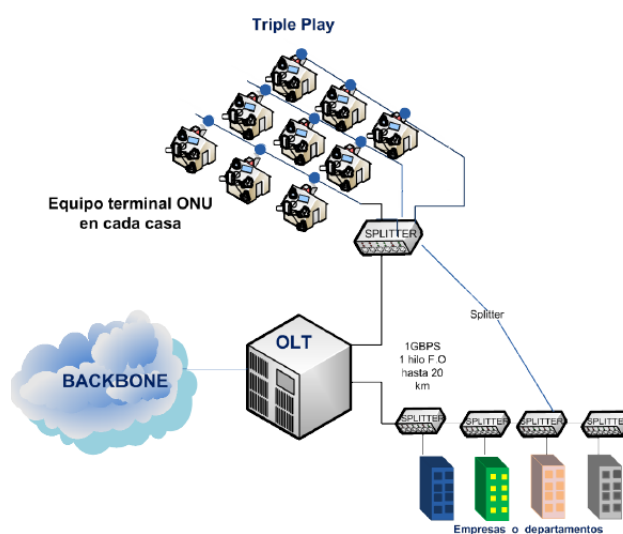 Triple Play
Equipo terminal ONU
en cada casa
SPLITTER
Splitter
OLT
1GBPS
1 hilo F.O
hasta 20
km
BACKBONE
SPLITTER
SPLITTER
SPLITTER
SPLITTER
Empresas o departamentos